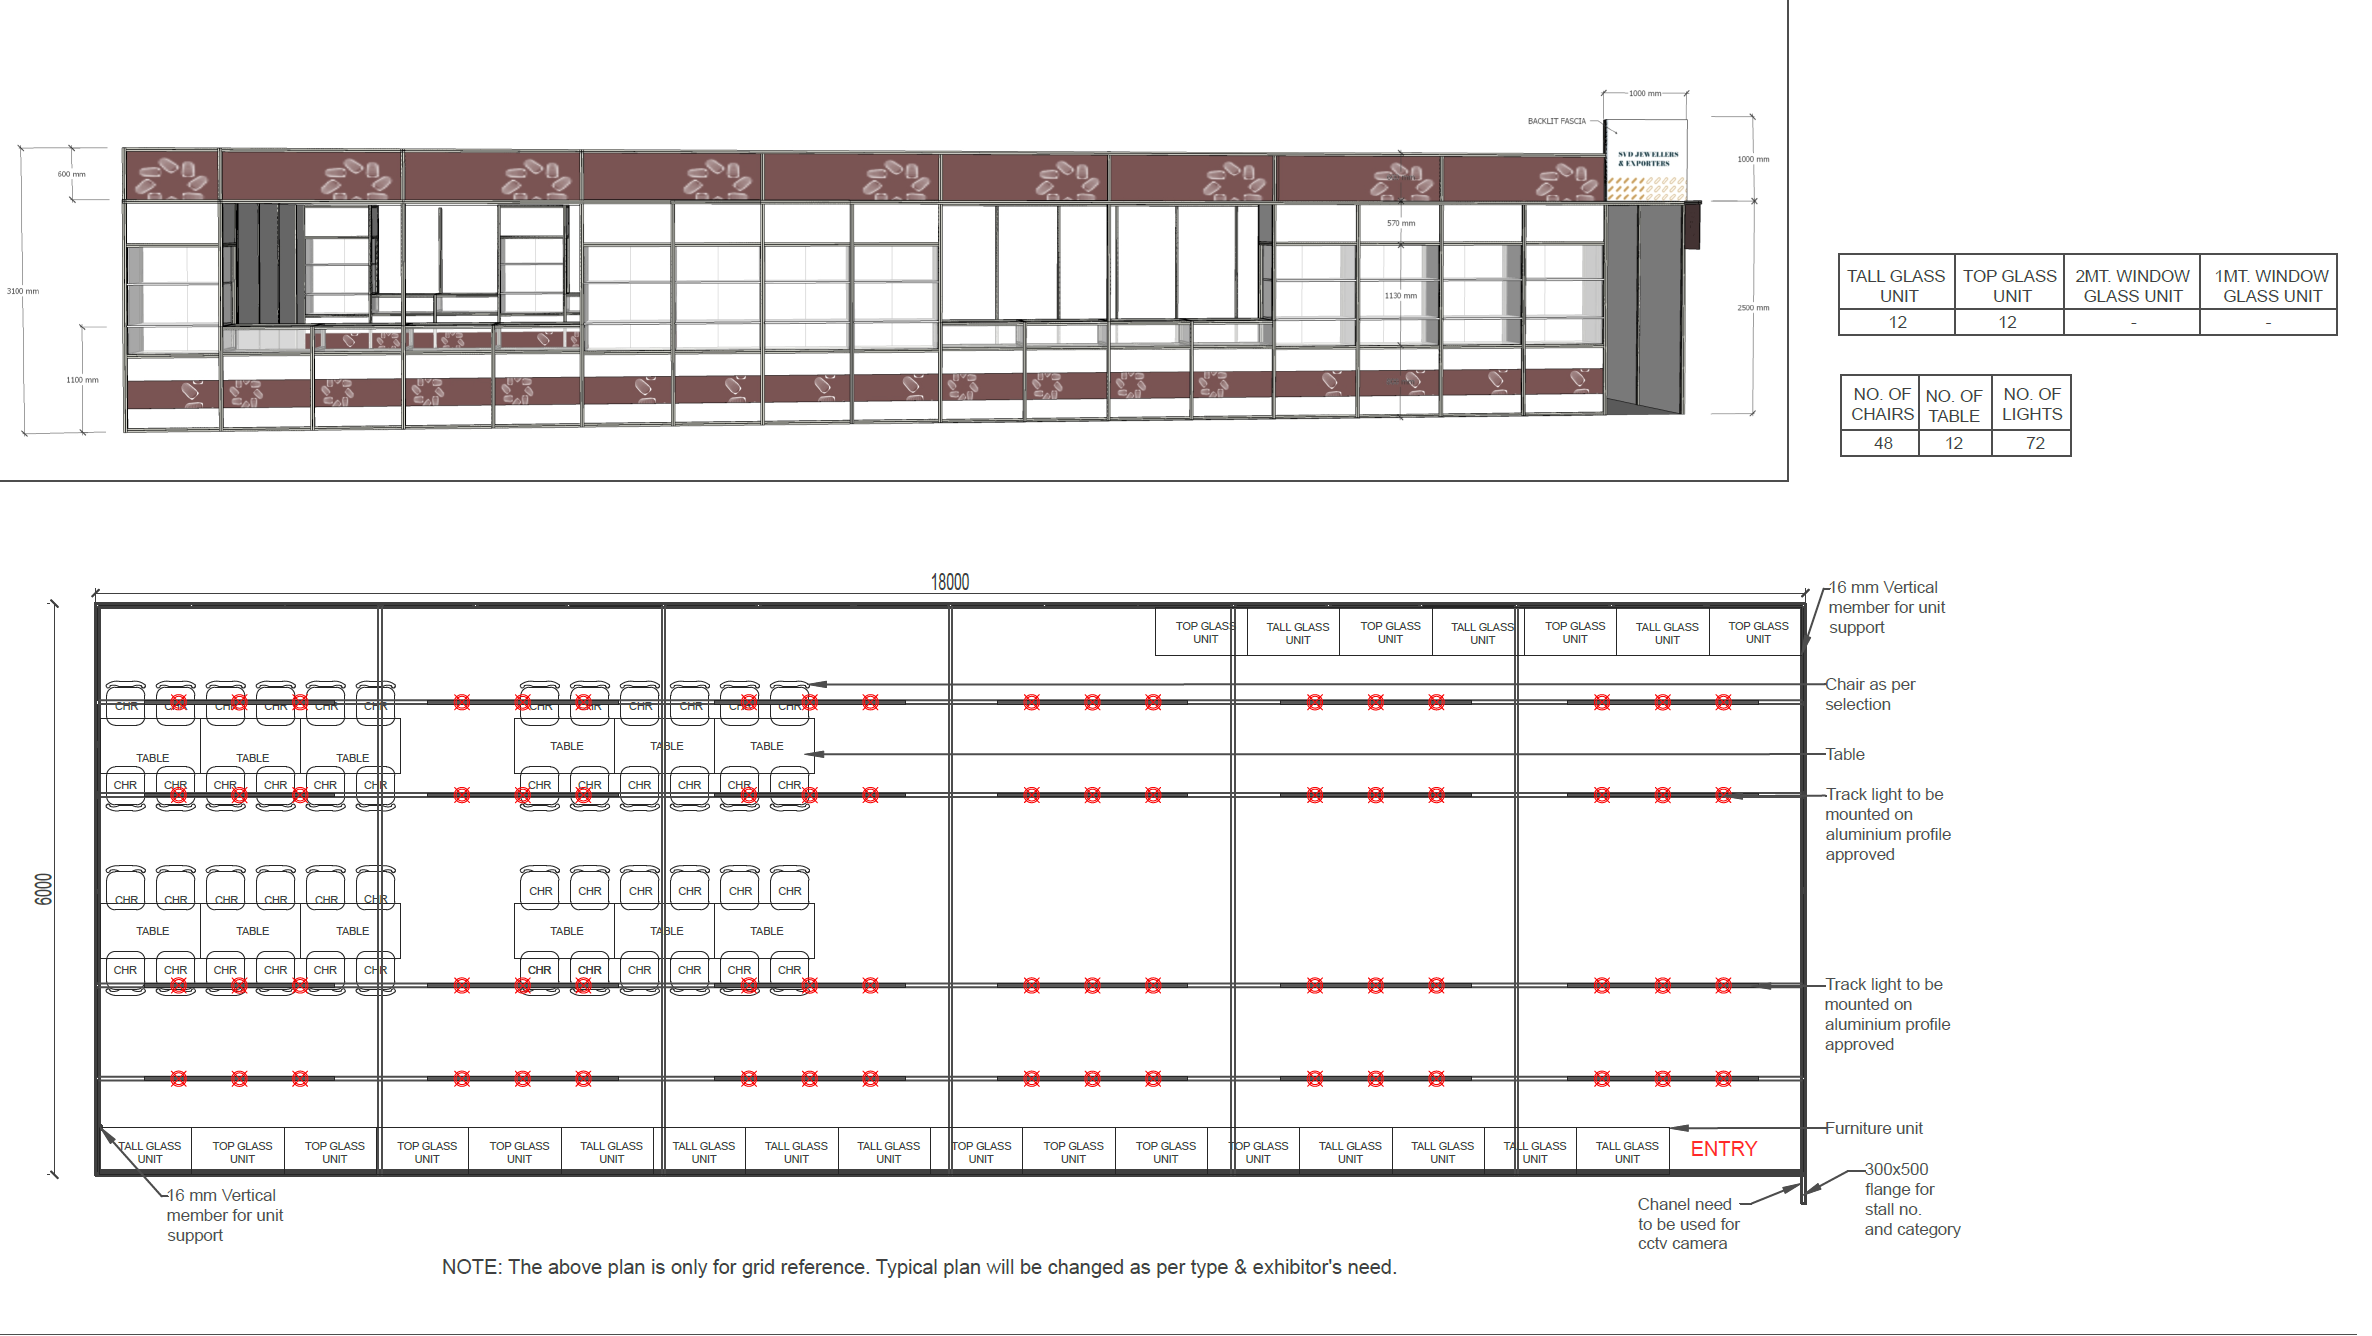 1000 mm
BACKLIT FASCIA
SVD JEWELLERS
& EXPORTERS
1000 mm
600 mm
570 mm
3100 mm
1130 mm
2500 mm
1100 mm
TALL GLASS UNIT
TOP GLASS UNIT
2MT. WINDOW GLASS UNIT
1MT. WINDOW GLASS UNIT
12
12
-
-
NO. OF CHAIRS
NO. OF TABLE
NO. OF LIGHTS
48
12
72
18000
6000
TOP GLASS UNIT
TALL GLASS UNIT
TOP GLASS UNIT
TALL GLASS UNIT
TOP GLASS UNIT
TALL GLASS UNIT
TOP GLASS UNIT
16 mm Vertical
member for unit
support
Chair as per
selection
CHR CHR CHR CHR CHR CHR CHR CHR CHR CHR CHR CHR
TABLE TABLE TABLE TABLE TABLE TABLE
Table
CHR CHR CHR CHR CHR CHR CHR CHR CHR CHR CHR CHR
Track light to be
mounted on
aluminium profile
approved
CHR CHR CHR CHR CHR CHR CHR CHR CHR CHR CHR CHR
TABLE TABLE TABLE TABLE TABLE TABLE
CHR CHR CHR CHR CHR CHR CHR CHR CHR CHR CHR CHR
Track light to be
mounted on
aluminium profile
approved
TALL GLASS UNIT
TOP GLASS UNIT
TOP GLASS UNIT
TOP GLASS UNIT
TOP GLASS UNIT
TALL GLASS UNIT
TALL GLASS UNIT
TALL GLASS UNIT
TALL GLASS UNIT
TOP GLASS UNIT
TOP GLASS UNIT
TOP GLASS UNIT
TOP GLASS UNIT
TALL GLASS UNIT
TALL GLASS UNIT
TALL GLASS UNIT
TALL GLASS UNIT
ENTRY
Furniture unit
300x500
flange for
stall no.
and category
Chanel need
to be used for
cctv camera
16 mm Vertical
member for unit
support
NOTE: The above plan is only for grid reference. Typical plan will be changed as per type & exhibitor's need.